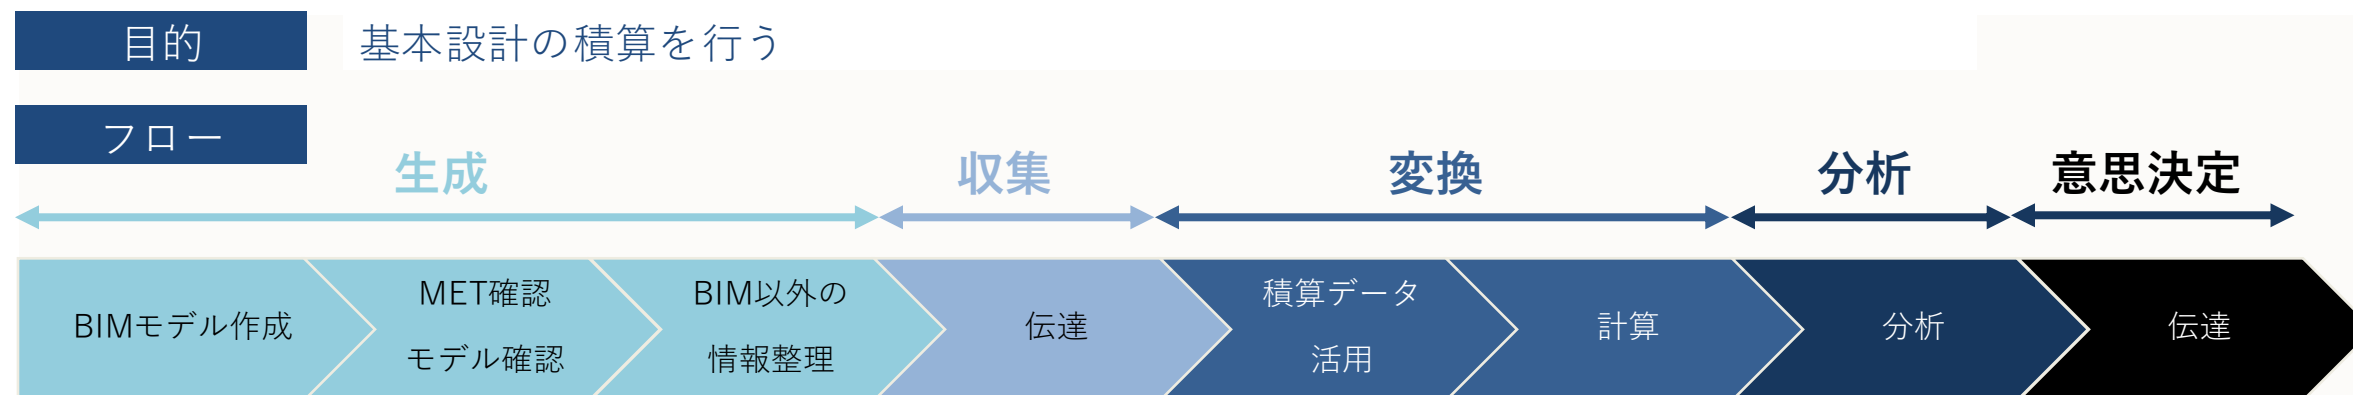 目的
基本設計の積算を行う
フロー
生成
収集
変換
分析
意思決定
BIMモデル作成
MET確認
モデル確認
BIM以外の
情報整理
伝達
積算データ
活用
計算
分析
伝達